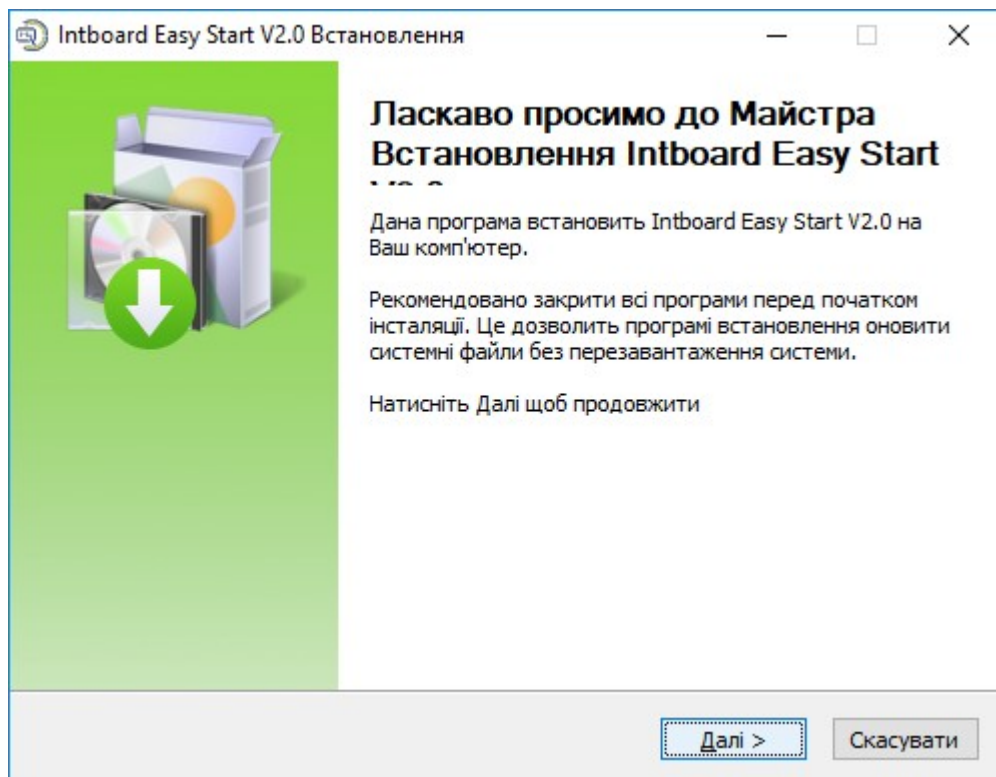 Intboard Easy Start V2.0 Встановлення
Ласкаво просимо до Майстра
Встановлення Intboard Easy Start
Дана програма встановить Intboard Easy Start V2.0 на
Ваш комп'ютер.
Рекомендовано закрити всі програми перед початком
інсталяції. Це дозволить програмі встановлення оновити
системні файли без перезавантаження системи.
Натисніть Далі щоб продовжити
Далі >
Скасувати